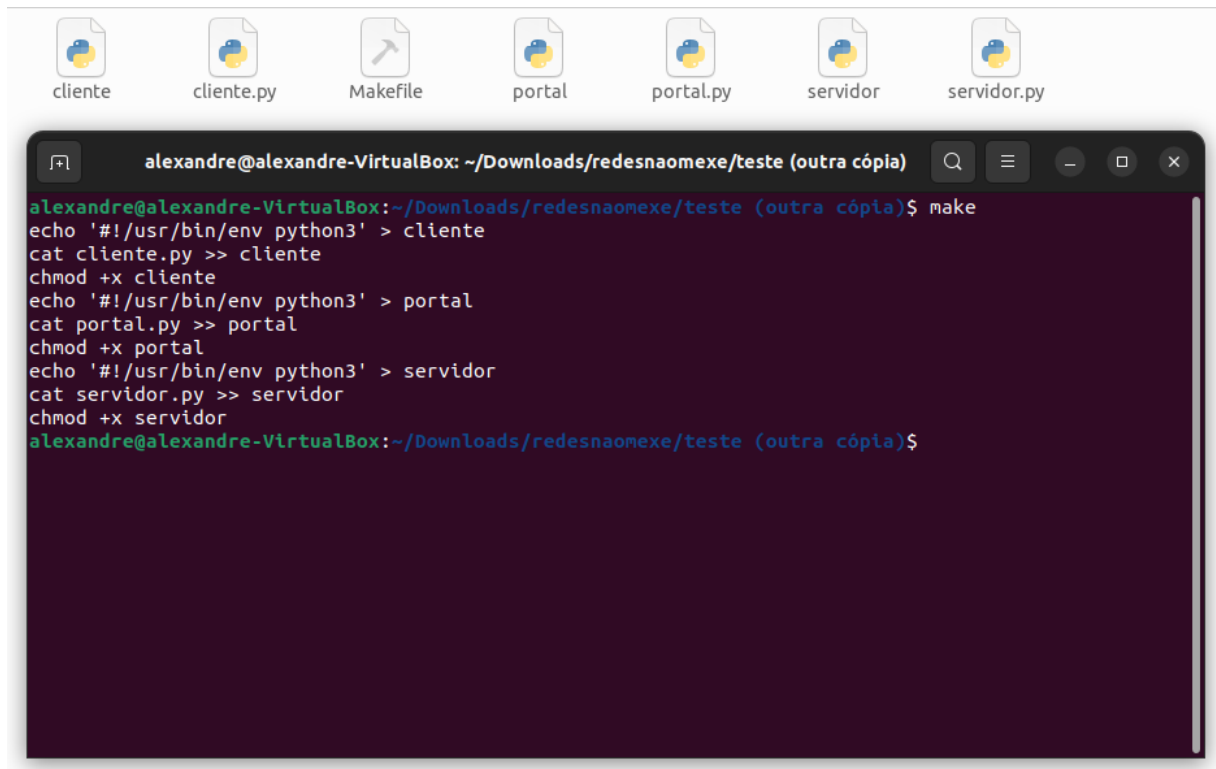 cliente cliente.py Makefile portal portal.py servidor servidor.py
alexandre@alexandre-VirtualBox: ~/Downloads/redesnaomexe/teste (outra cópia)
alexandre@alexandre-VirtualBox:~/Downloads/redesnaomexe/teste (outra cópia)$ make
echo '#!/usr/bin/env python3' > cliente
cat cliente.py >> cliente
chmod +x cliente
echo '#!/usr/bin/env python3' > portal
cat portal.py >> portal
chmod +x portal
echo '#!/usr/bin/env python3' > servidor
cat servidor.py >> servidor
chmod +x servidor
alexandre@alexandre-VirtualBox:~/Downloads/redesnaomexe/teste (outra cópia)$